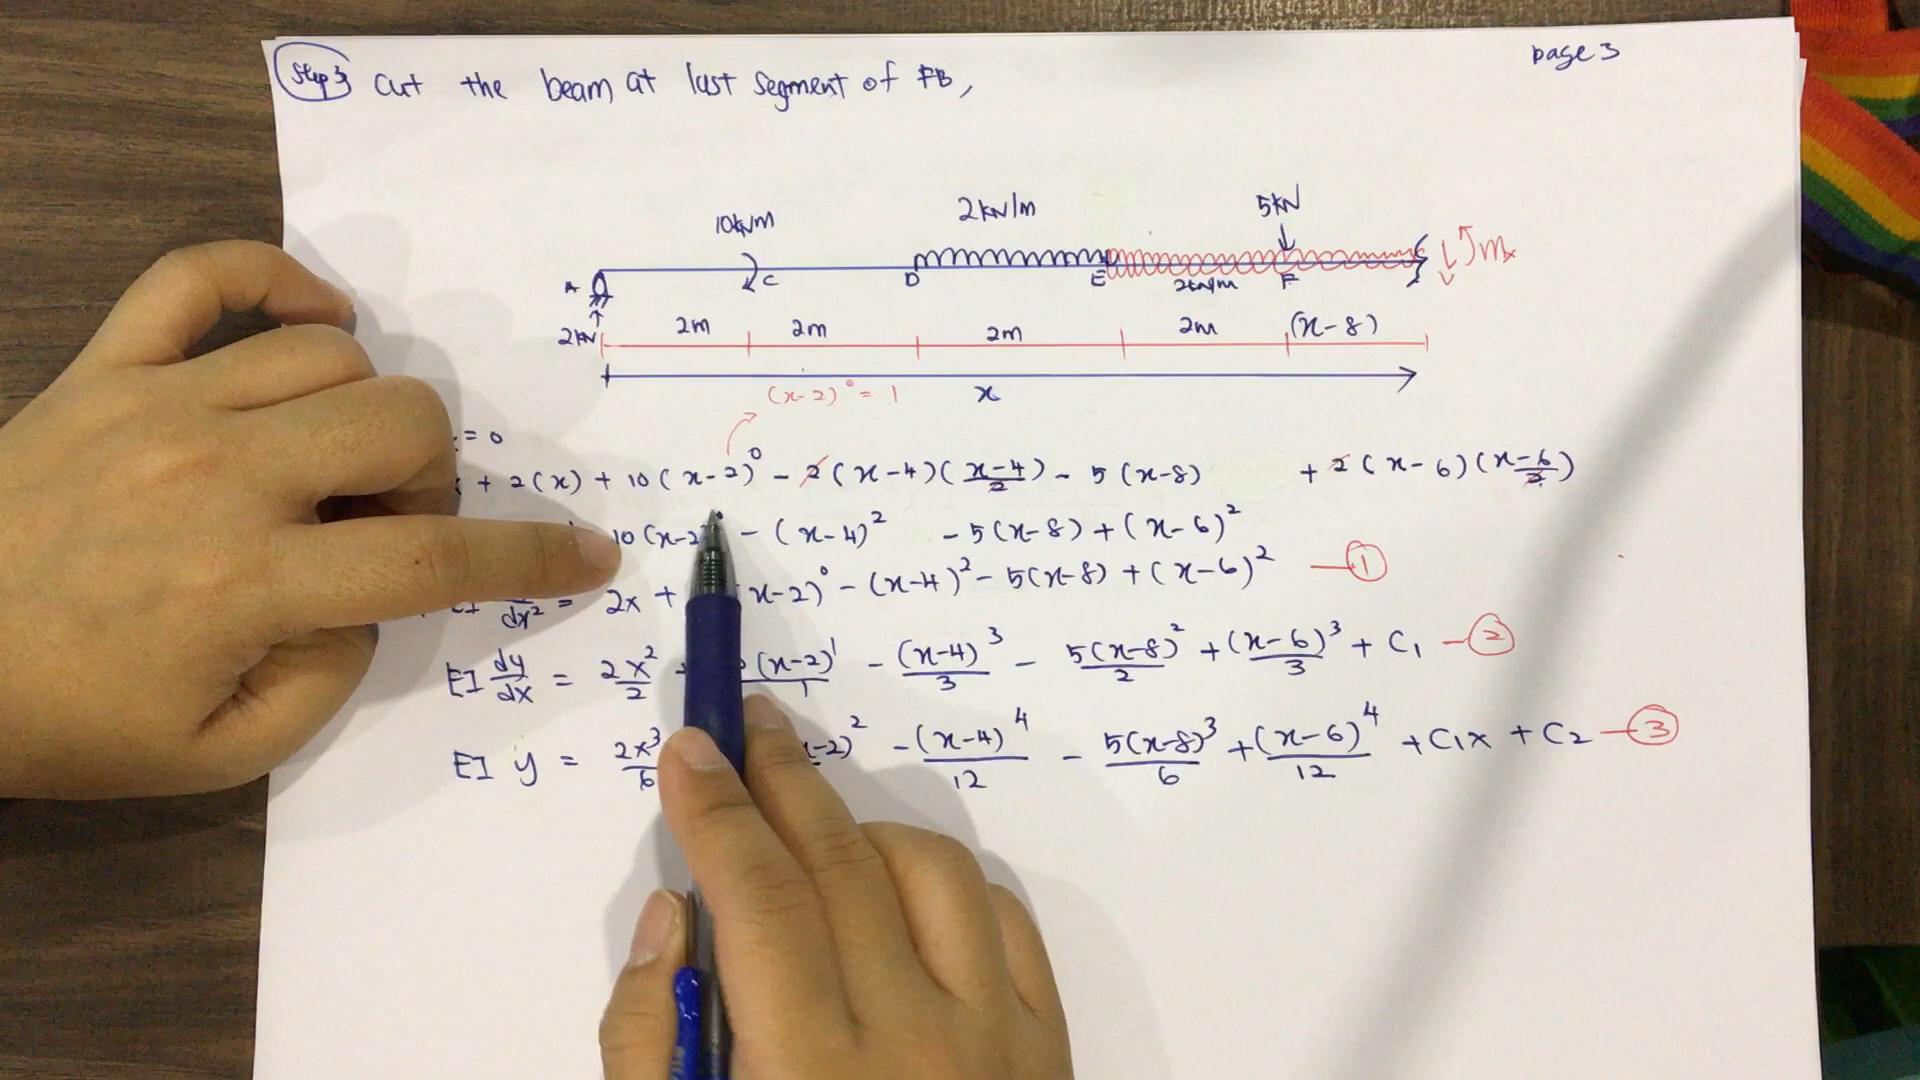 Step 3 cut the beam at last segment of FB,
page 3
10kNm 2kN/m 5kN
A C D E 2kN/m F Mx
2kN 2m 2m 2m 2m (x-8)
(x-2)⁰ = 1 x
= 0
+ 2(x) + 10(x-2)⁰ - 2(x-4)(x-4/2) - 5(x-8) + 2(x-6)(x-6/2)
10(x-2)⁰ - (x-4)² - 5(x-8) + (x-6)²
EI /dx² = 2x + (x-2)⁰ - (x-4)² - 5(x-8) + (x-6)² — 1
EI dy/dx = 2x²/2 + (x-2)¹/1 - (x-4)³/3 - 5(x-8)²/2 + (x-6)³/3 + C₁ — 2
EI y = 2x³/6 x-2)² - (x-4)⁴/12 - 5(x-8)³/6 + (x-6)⁴/12 + C₁x + C₂ — 3